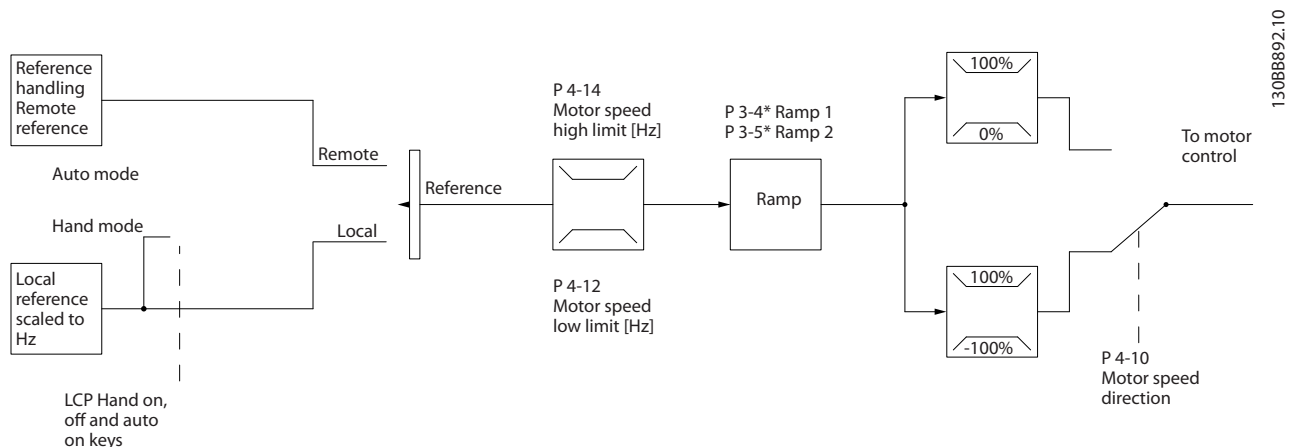 130BB892.10
Reference
handling
Remote
reference
Auto mode
Remote
Hand mode
Local
Local
reference
scaled to
Hz
LCP Hand on,
off and auto
on keys
Reference
P 4-14
Motor speed
high limit [Hz]
P 4-12
Motor speed
low limit [Hz]
P 3-4* Ramp 1
P 3-5* Ramp 2
Ramp
100%
0%
100%
-100%
To motor
control
P 4-10
Motor speed
direction